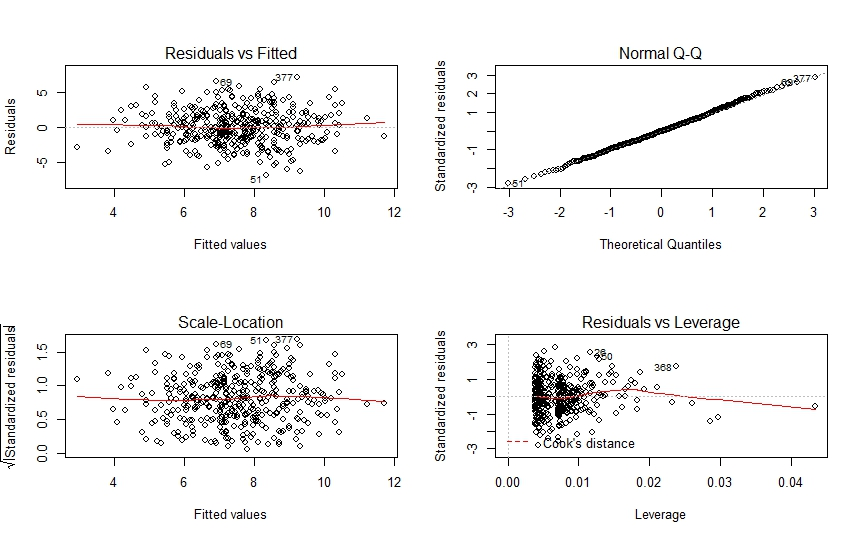 Residuals vs Fitted
Residuals
5
0
-5
69
377
51
4 6 8 10 12
Fitted values
Normal Q-Q
Standardized residuals
3
2
1
-1
-3
377
51
-3 -2 -1 0 1 2 3
Theoretical Quantiles
Scale-Location
√|Standardized residuals|
1.5
1.0
0.5
0.0
69
51
377
4 6 8 10 12
Fitted values
Residuals vs Leverage
Standardized residuals
3
1
-1
-3
368
Cook's distance
0.00 0.01 0.02 0.03 0.04
Leverage